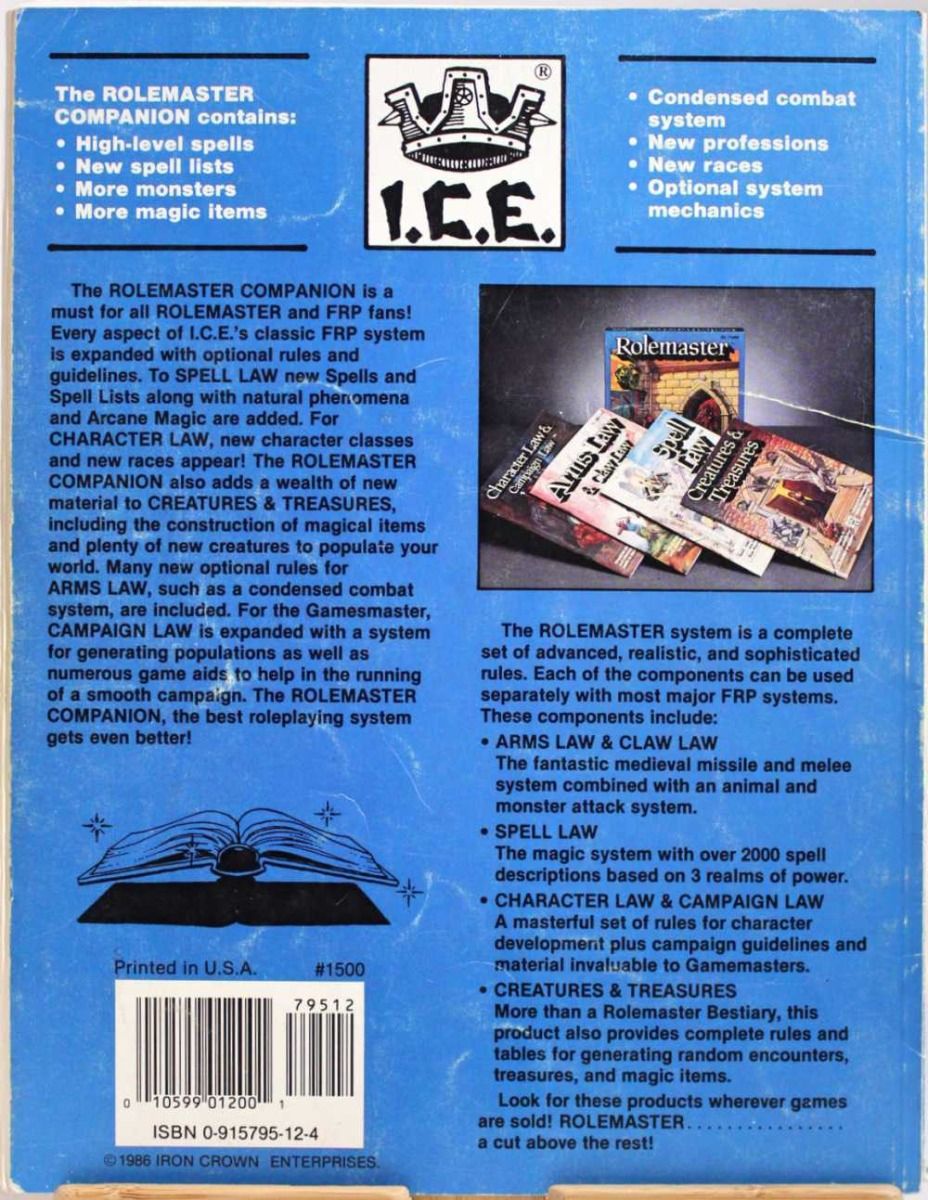 The ROLEMASTER
COMPANION contains:
• High-level spells
• New spell lists
• More monsters
• More magic items
®
I.C.E.
• Condensed combat
system
• New professions
• New races
• Optional system
mechanics
The ROLEMASTER COMPANION is a
must for all ROLEMASTER and FRP fans!
Every aspect of I.C.E.'s classic FRP system
is expanded with optional rules and
guidelines. To SPELL LAW new Spells and
Spell Lists along with natural phenomena
and Arcane Magic are added. For
CHARACTER LAW, new character classes
and new races appear! The ROLEMASTER
COMPANION also adds a wealth of new
material to CREATURES & TREASURES,
including the construction of magical items
and plenty of new creatures to populate your
world. Many new optional rules for
ARMS LAW, such as a condensed combat
system, are included. For the Gamesmaster,
CAMPAIGN LAW is expanded with a system
for generating populations as well as
numerous game aids to help in the running
of a smooth campaign. The ROLEMASTER
COMPANION, the best roleplaying system
gets even better!
Rolemaster
Character Law &
Campaign Law
Arms Law
& Claw Law
Spell
Law
Creatures &
Treasures
The ROLEMASTER system is a complete
set of advanced, realistic, and sophisticated
rules. Each of the components can be used
separately with most major FRP systems.
These components include:
• ARMS LAW & CLAW LAW
The fantastic medieval missile and melee
system combined with an animal and
monster attack system.
• SPELL LAW
The magic system with over 2000 spell
descriptions based on 3 realms of power.
• CHARACTER LAW & CAMPAIGN LAW
A masterful set of rules for character
development plus campaign guidelines and
material invaluable to Gamemasters.
• CREATURES & TREASURES
More than a Rolemaster Bestiary, this
product also provides complete rules and
tables for generating random encounters,
treasures, and magic items.
Look for these products wherever games
are sold! ROLEMASTER................
a cut above the rest!
Printed in U.S.A. #1500
79512
0 10599 01200 1
ISBN 0-915795-12-4
©1986 IRON CROWN ENTERPRISES.